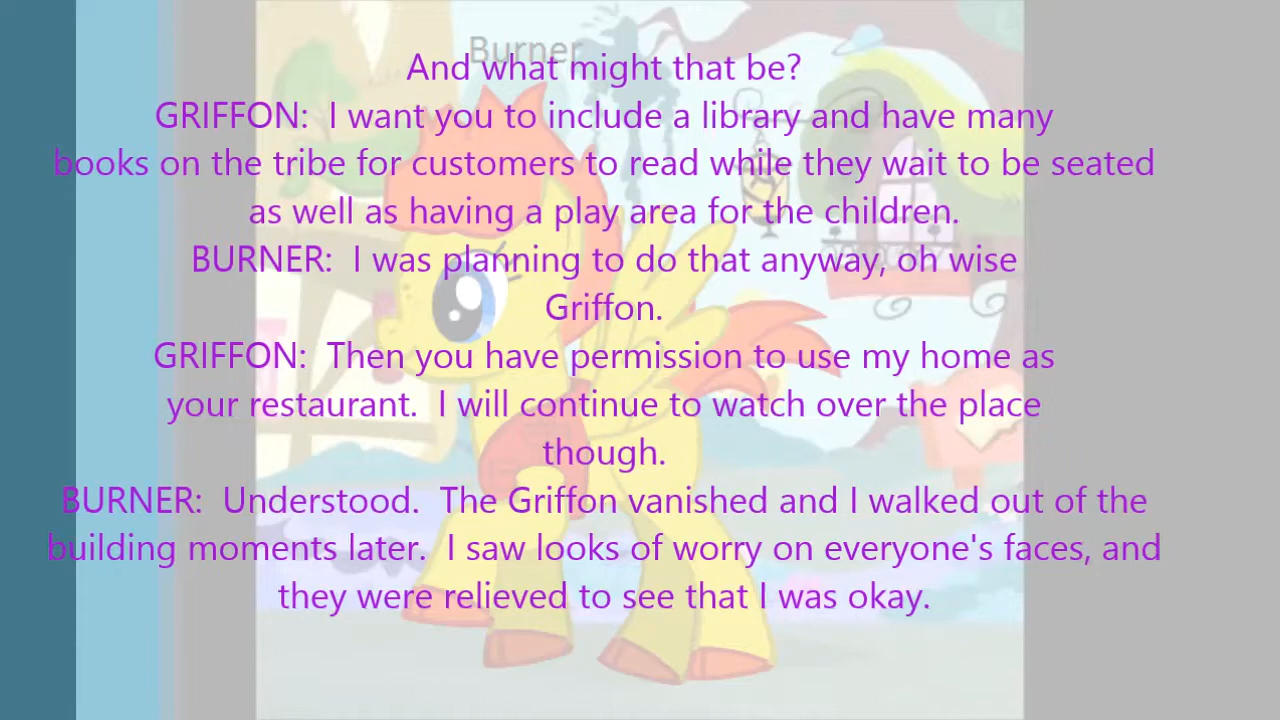 Burner
And what might that be?
GRIFFON:  I want you to include a library and have many
books on the tribe for customers to read while they wait to be seated
as well as having a play area for the children.
BURNER:  I was planning to do that anyway, oh wise
Griffon.
GRIFFON:  Then you have permission to use my home as
your restaurant.  I will continue to watch over the place
though.
BURNER:  Understood.  The Griffon vanished and I walked out of the
building moments later.  I saw looks of worry on everyone's faces, and
they were relieved to see that I was okay.